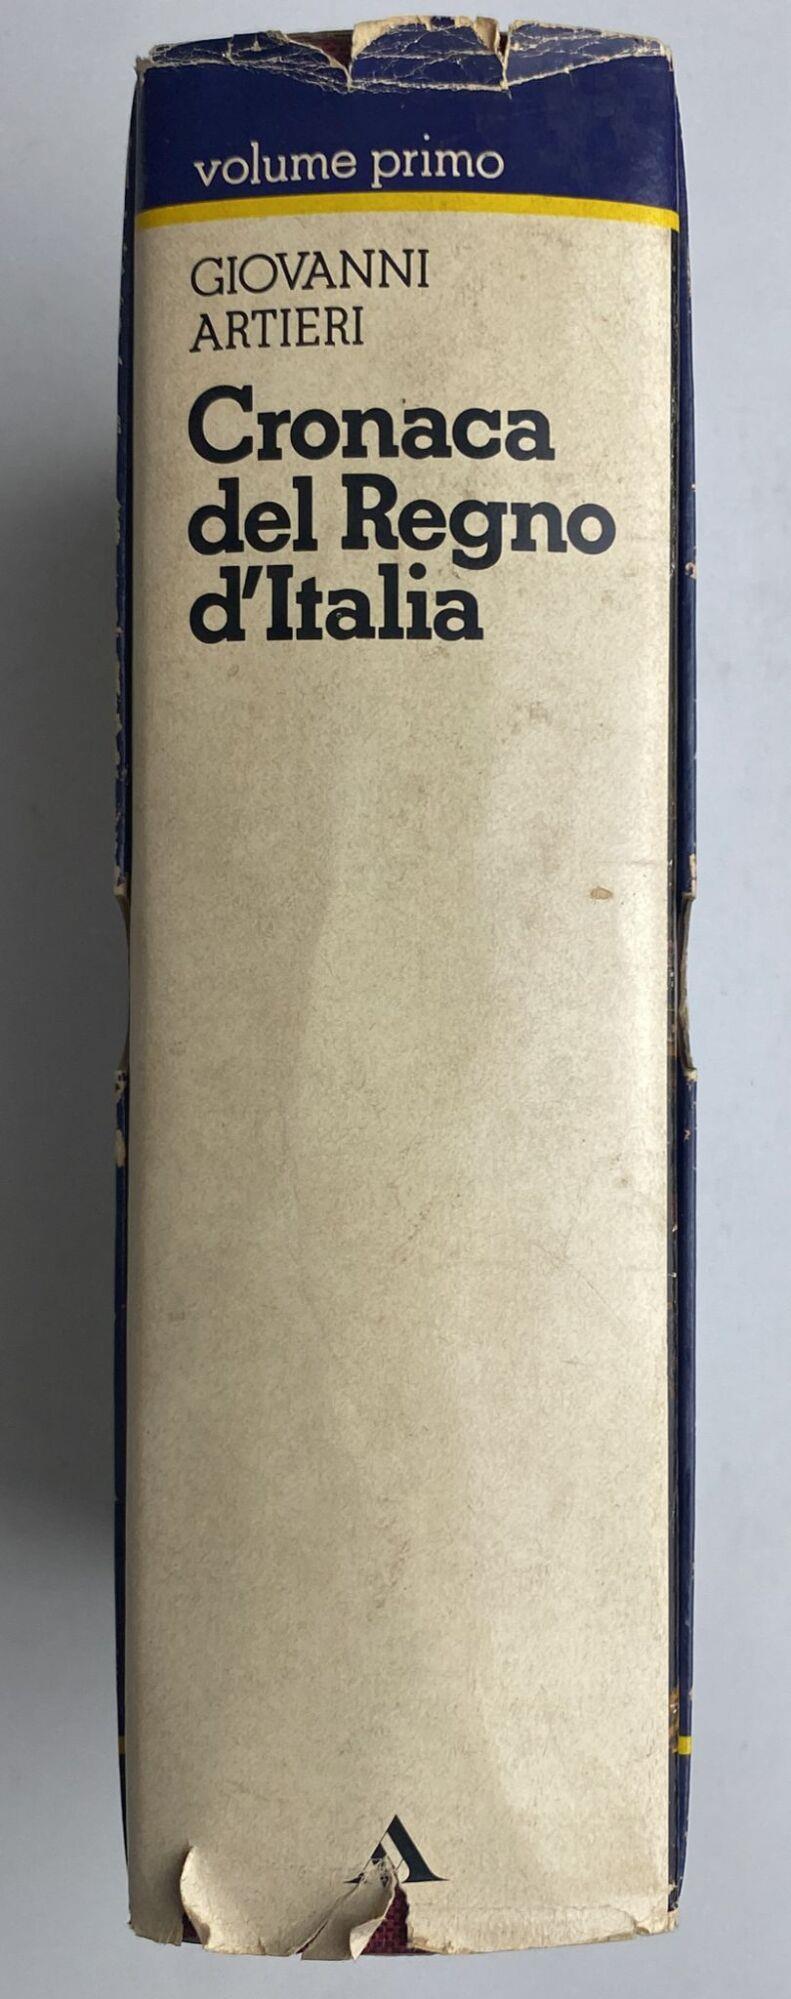 volume primo
GIOVANNI
ARTIERI
Cronaca
del Regno
d'Italia